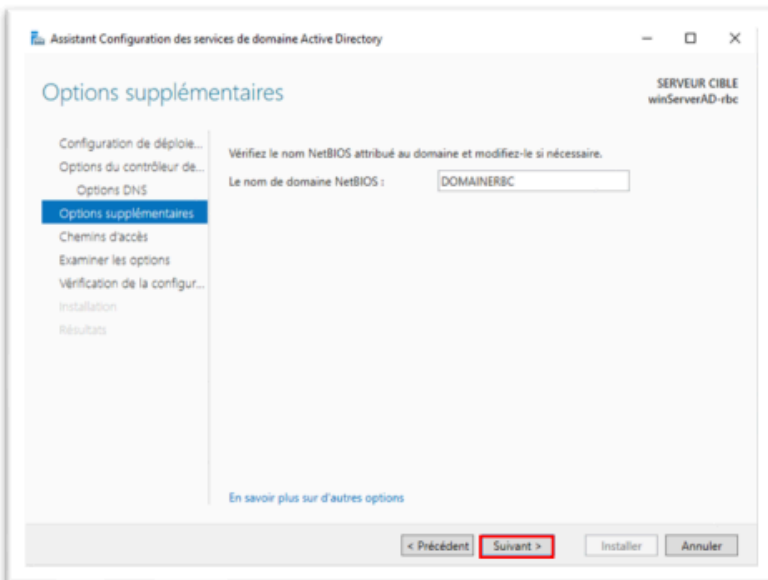 Assistant Configuration des services de domaine Active Directory
Options supplémentaires
SERVEUR CIBLE
winServerAD-rbc
Configuration de déploie...
Options du contrôleur de...
Options DNS
Options supplémentaires
Chemins d'accès
Examiner les options
Vérification de la configur...
Installation
Résultats
Vérifiez le nom NetBIOS attribué au domaine et modifiez-le si nécessaire.
Le nom de domaine NetBIOS : DOMAINERBC
En savoir plus sur d'autres options
< Précédent Suivant > Installer Annuler